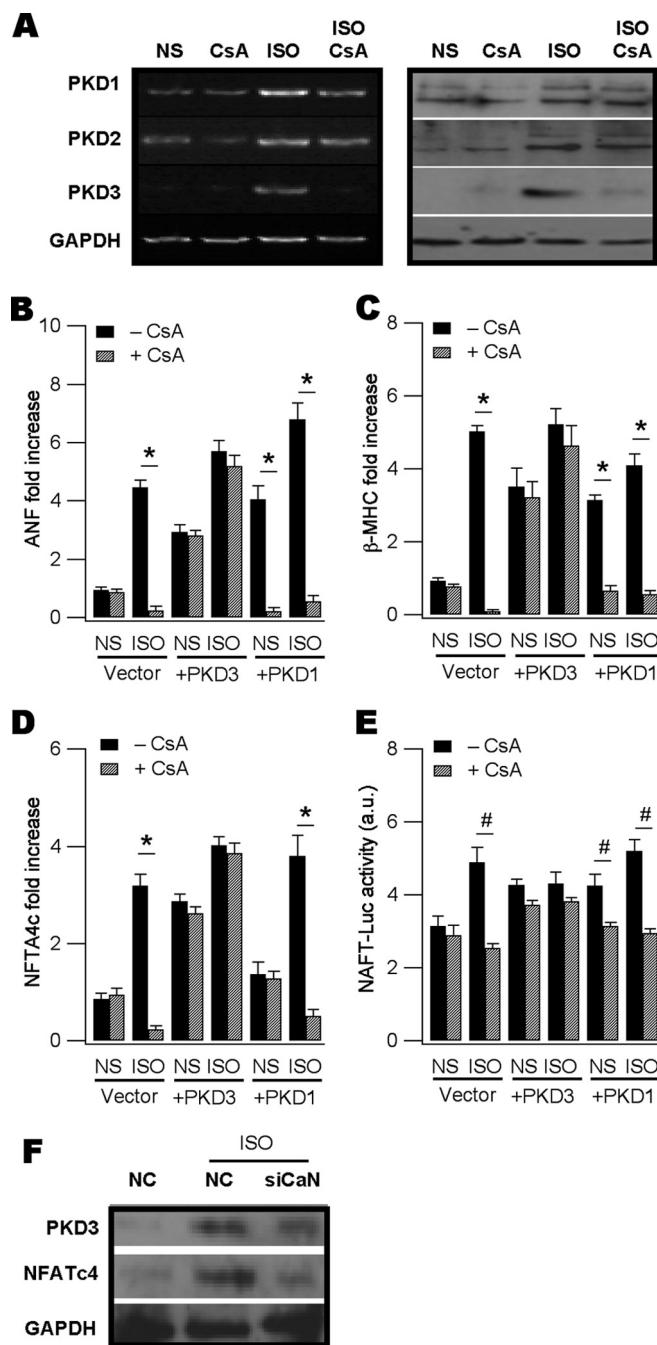 A
NS CsA ISO ISO CsA
NS CsA ISO ISO CsA
PKD1
PKD2
PKD3
GAPDH
B
– CsA
+ CsA
ANF fold increase
10
8
6
4
2
0
*
*
*
NS ISO NS ISO NS ISO
Vector +PKD3 +PKD1
C
– CsA
+ CsA
β-MHC fold increase
8
6
4
2
0
*
*
*
NS ISO NS ISO NS ISO
Vector +PKD3 +PKD1
D
– CsA
+ CsA
NFTA4c fold increase
6
4
2
0
*
*
NS ISO NS ISO NS ISO
Vector +PKD3 +PKD1
E
– CsA
+ CsA
NAFT-Luc activity (a.u.)
8
6
4
2
0
#
#
#
NS ISO NS ISO NS ISO
Vector +PKD3 +PKD1
F
ISO
NC NC siCaN
PKD3
NFATc4
GAPDH